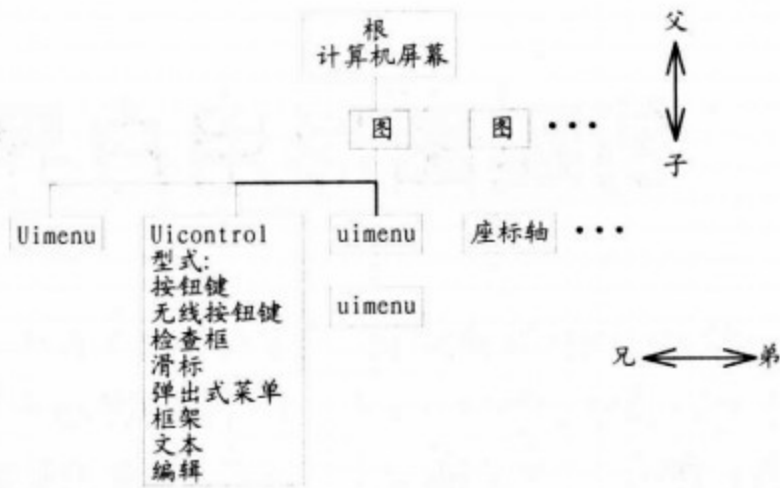 根
计算机屏幕
父
图 图 •••
子
Uimenu Uicontrol uimenu 座标轴 •••
型式:
按钮键
无线按钮键
检查框
滑标
弹出式菜单
框架
文本
编辑
uimenu
兄 弟